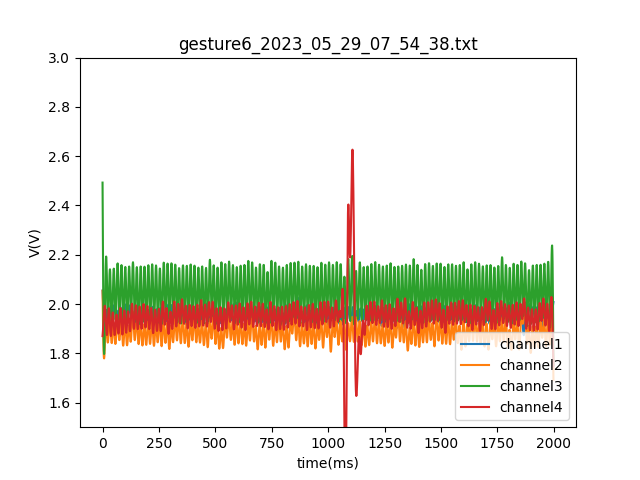 gesture6_2023_05_29_07_54_38.txt
3.0
2.8
2.6
2.4
2.2
2.0
1.8
1.6
V(V)
channel1
channel2
channel3
channel4
0 250 500 750 1000 1250 1500 1750 2000
time(ms)